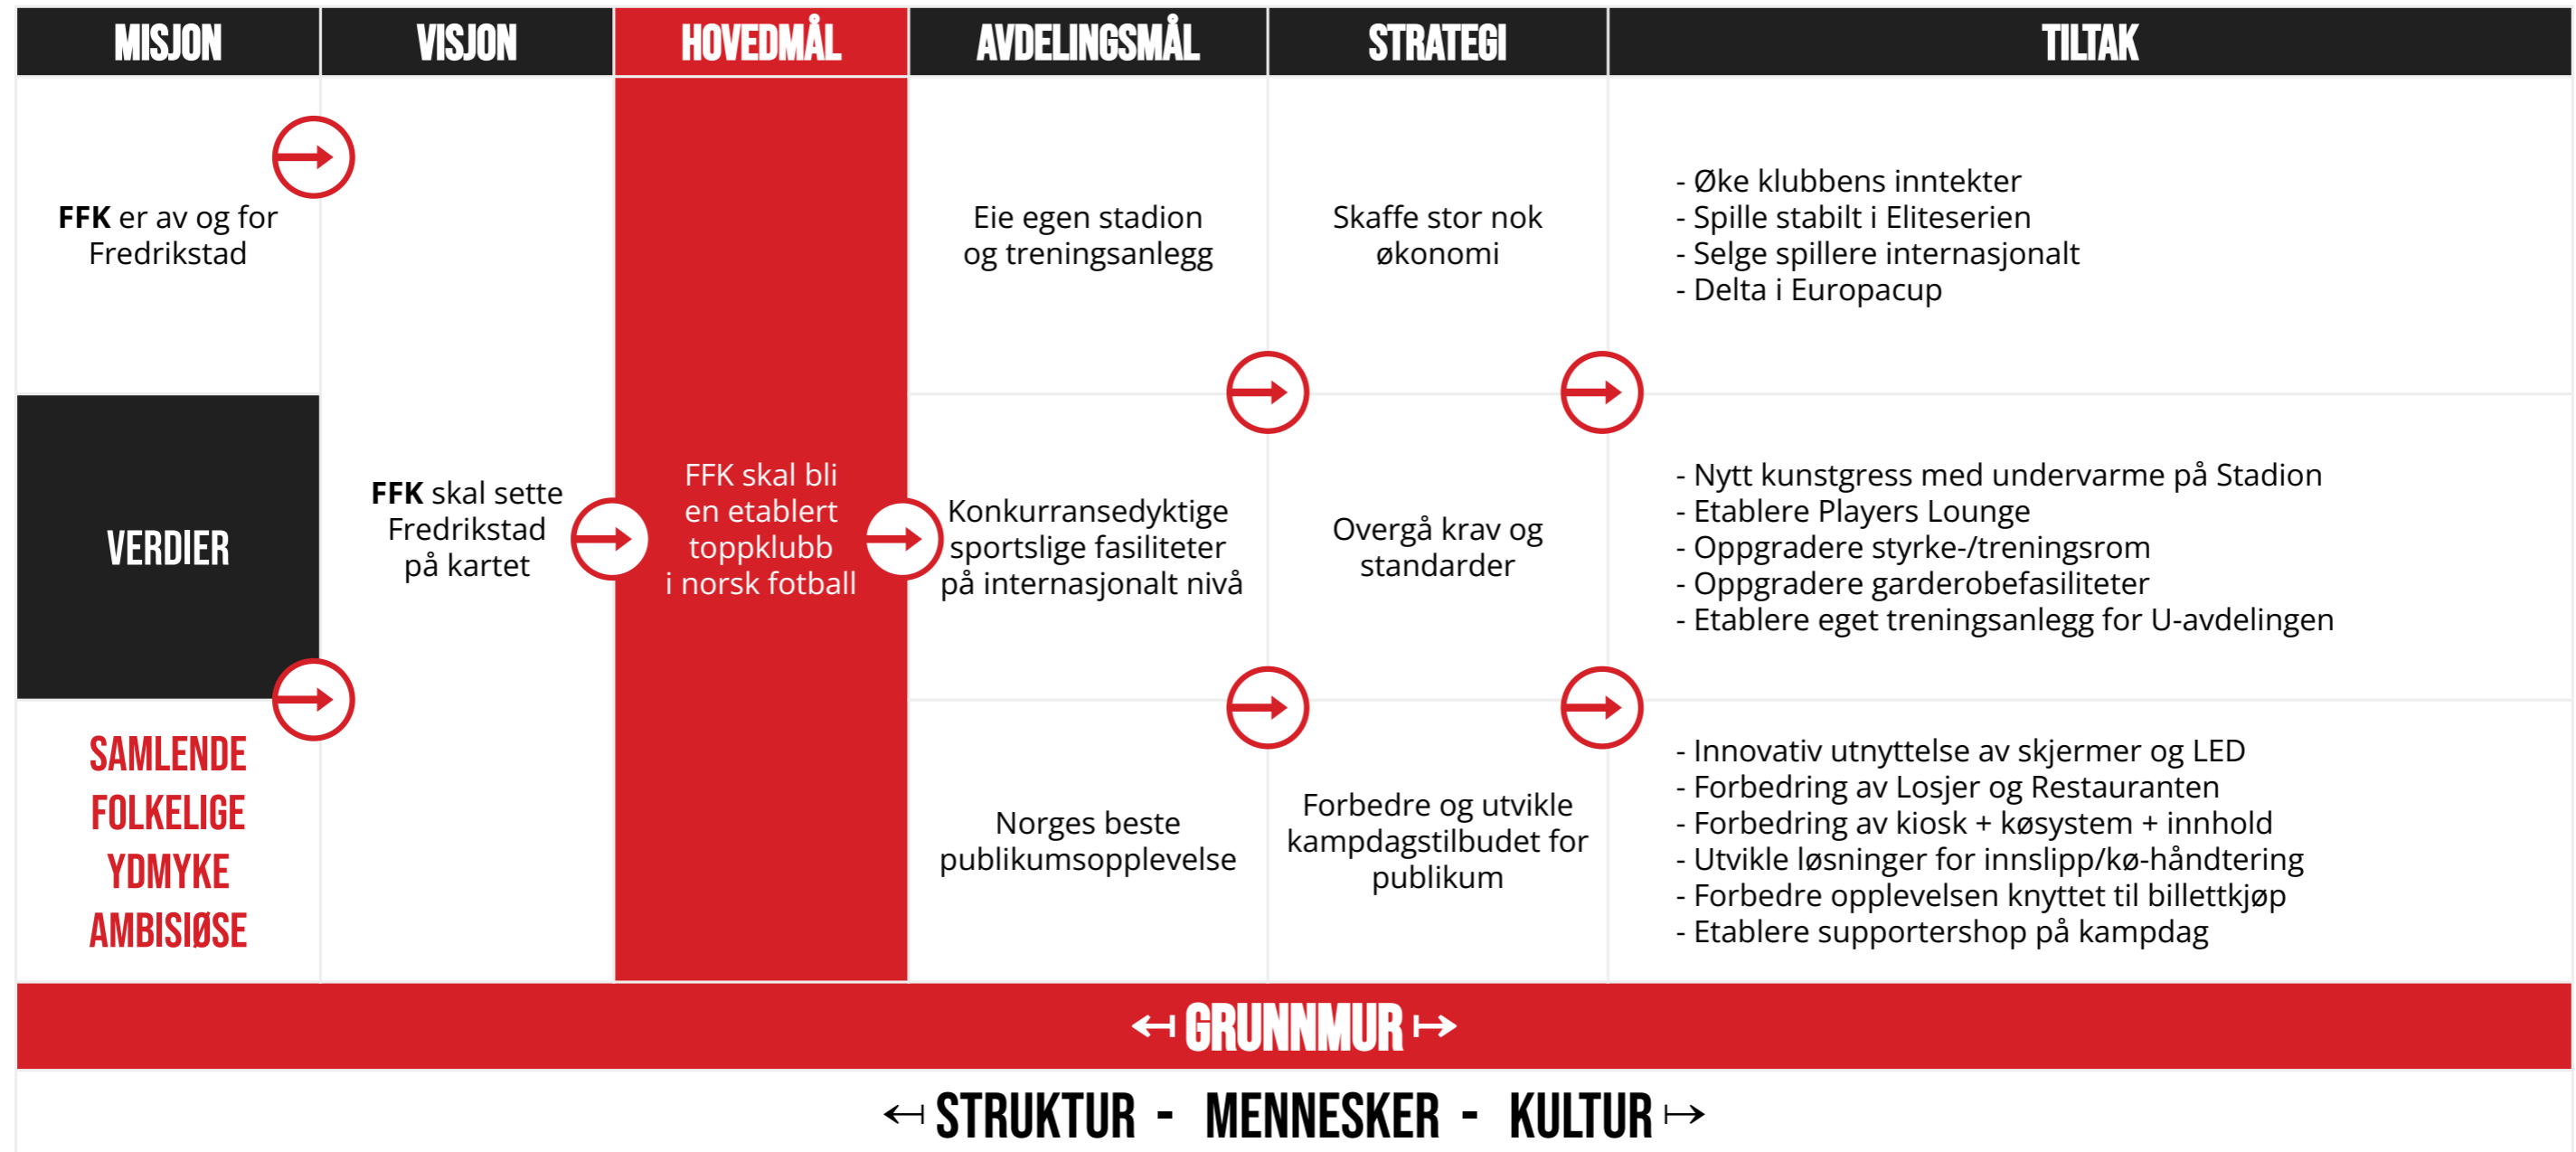 MISJON
VISJON
HOVEDMÅL
AVDELINGSMÅL
STRATEGI
TILTAK
FFK er av og for
Fredrikstad
VERDIER
SAMLENDE
FOLKELIGE
YDMYKE
AMBISIØSE
FFK skal sette
Fredrikstad
på kartet
FFK skal bli
en etablert
toppklubb
i norsk fotball
Eie egen stadion
og treningsanlegg
Skaffe stor nok
økonomi
- Øke klubbens inntekter
- Spille stabilt i Eliteserien
- Selge spillere internasjonalt
- Delta i Europacup
Konkurransedyktige
sportslige fasiliteter
på internasjonalt nivå
Overgå krav og
standarder
- Nytt kunstgress med undervarme på Stadion
- Etablere Players Lounge
- Oppgradere styrke-/treningsrom
- Oppgradere garderobefasiliteter
- Etablere eget treningsanlegg for U-avdelingen
Norges beste
publikumsopplevelse
Forbedre og utvikle
kampdagstilbudet for
publikum
- Innovativ utnyttelse av skjermer og LED
- Forbedring av Losjer og Restauranten
- Forbedring av kiosk + køsystem + innhold
- Utvikle løsninger for innslipp/kø-håndtering
- Forbedre opplevelsen knyttet til billettkjøp
- Etablere supportershop på kampdag
GRUNNMUR
STRUKTUR - MENNESKER - KULTUR